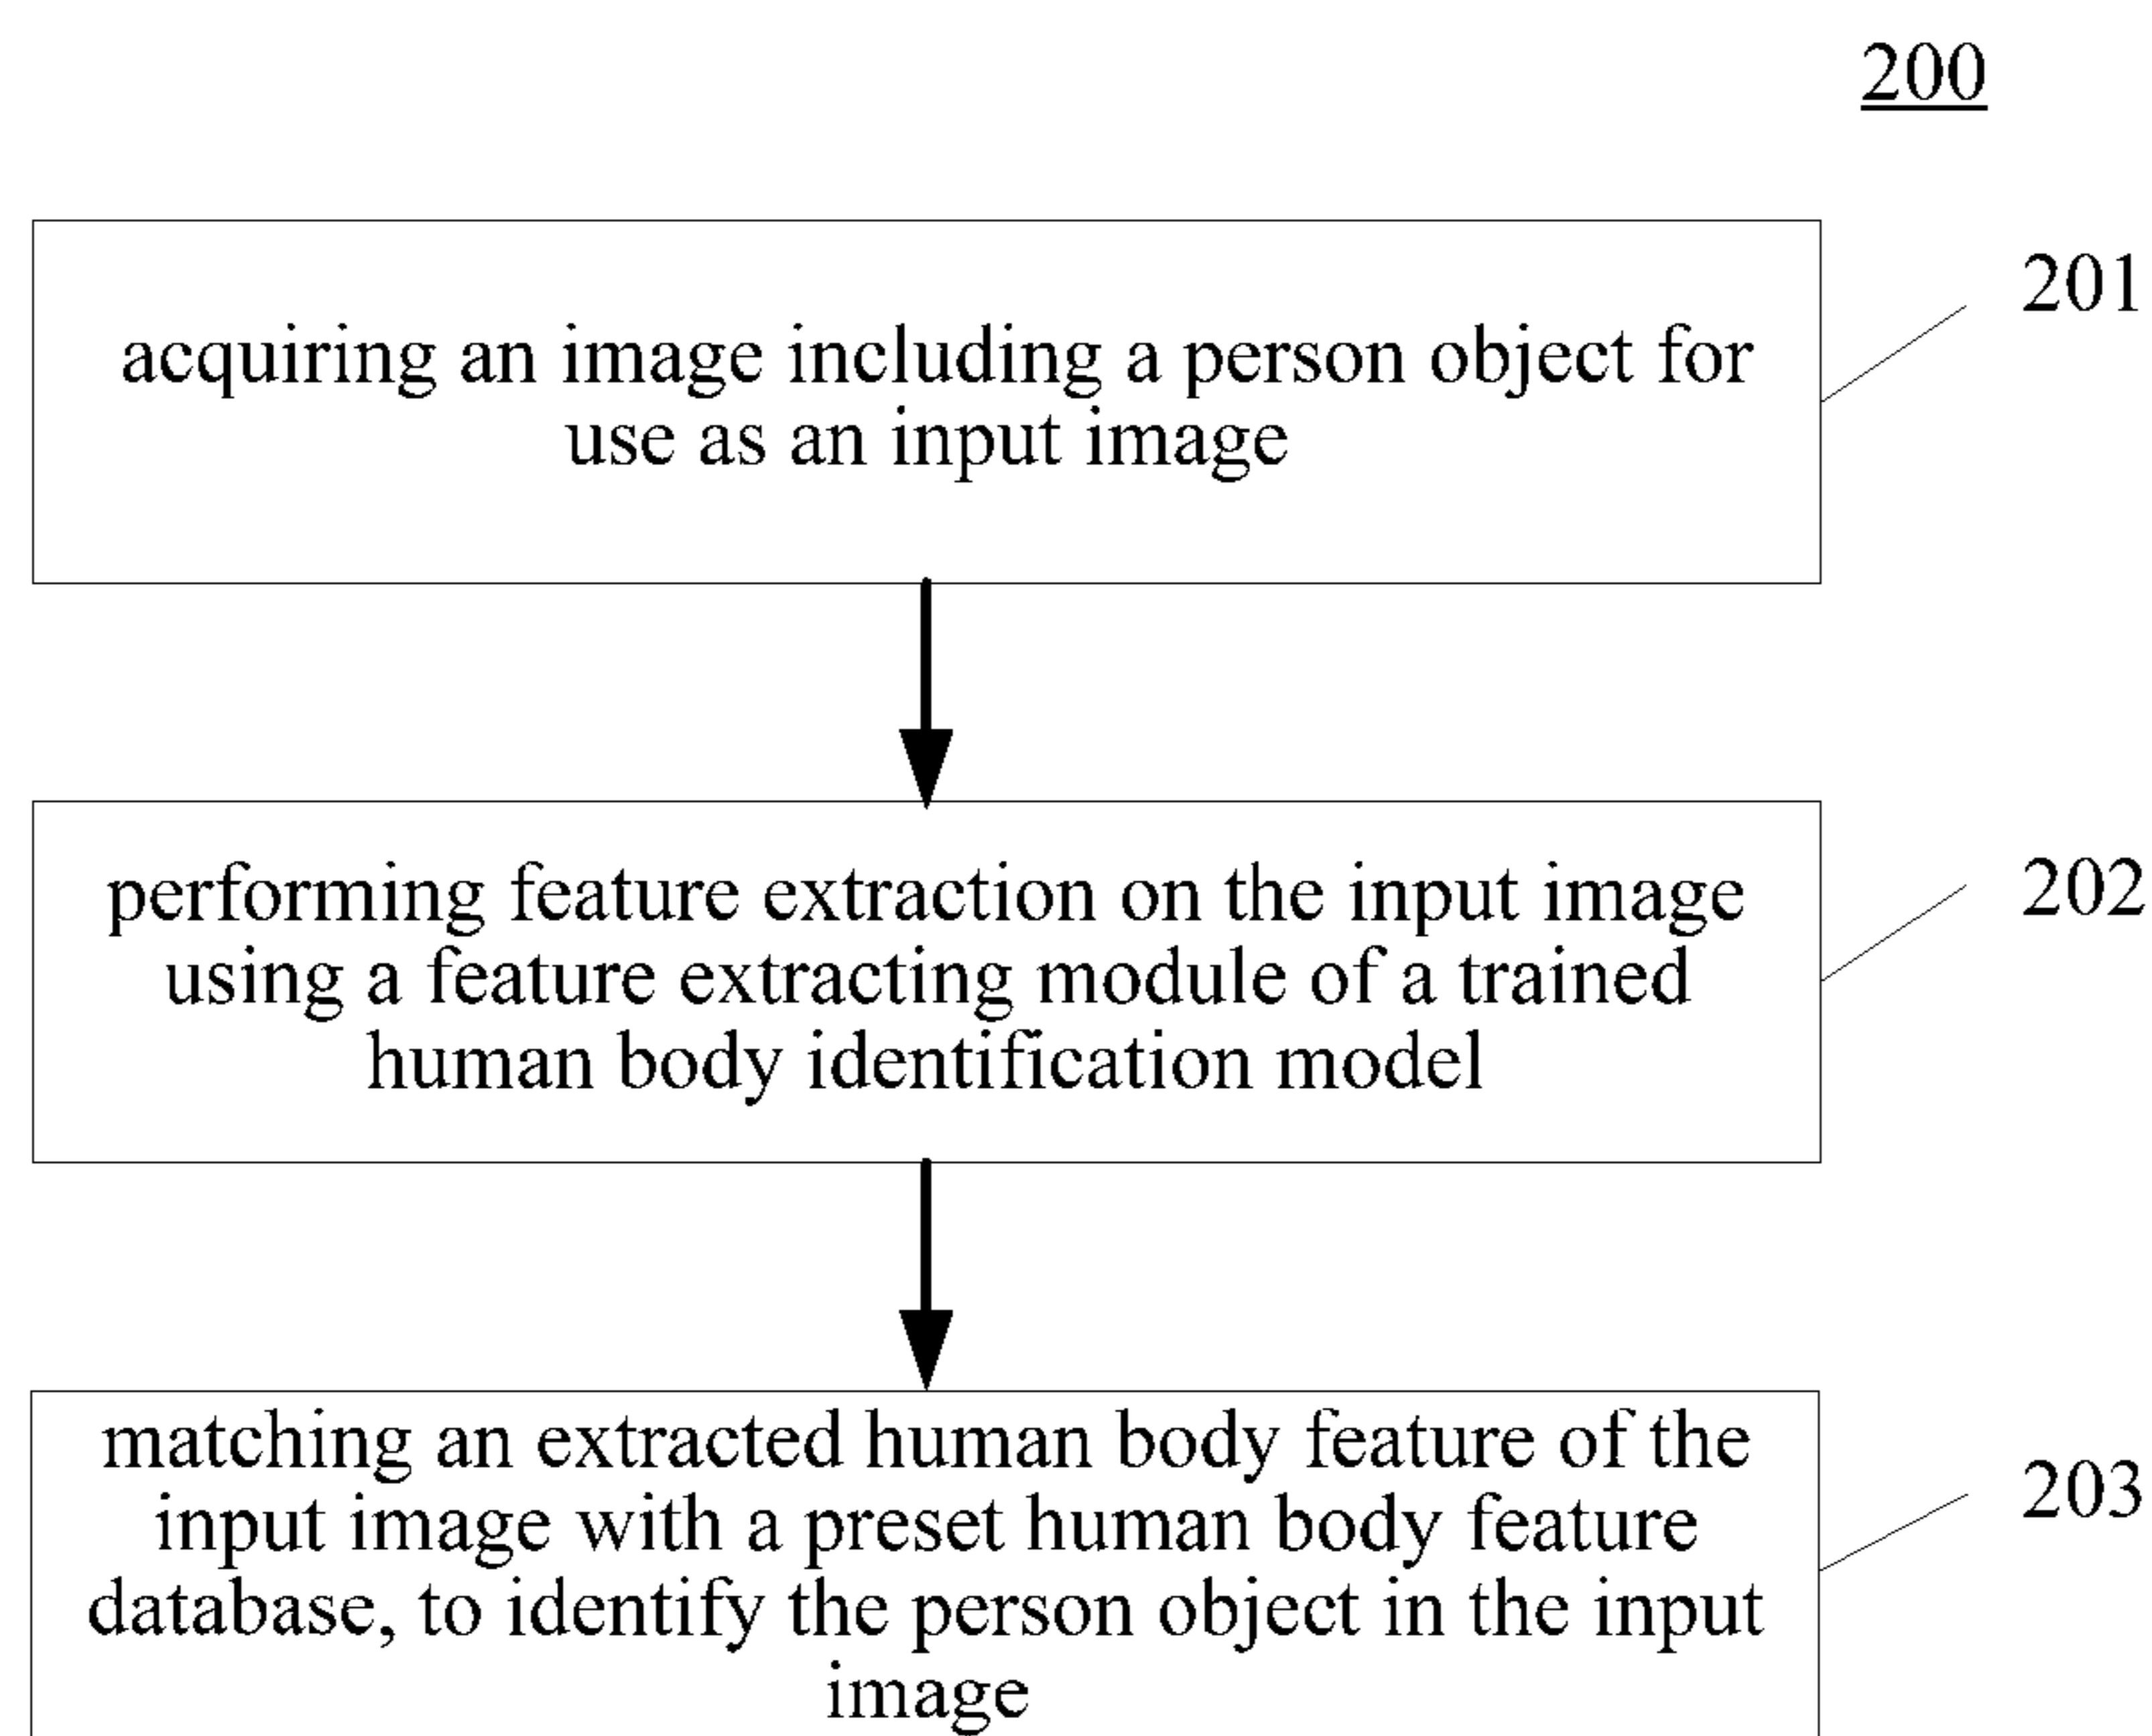 200
201
acquiring an image including a person object for
use as an input image
202
performing feature extraction on the input image
using a feature extracting module of a trained
human body identification model
203
matching an extracted human body feature of the
input image with a preset human body feature
database, to identify the person object in the input
image